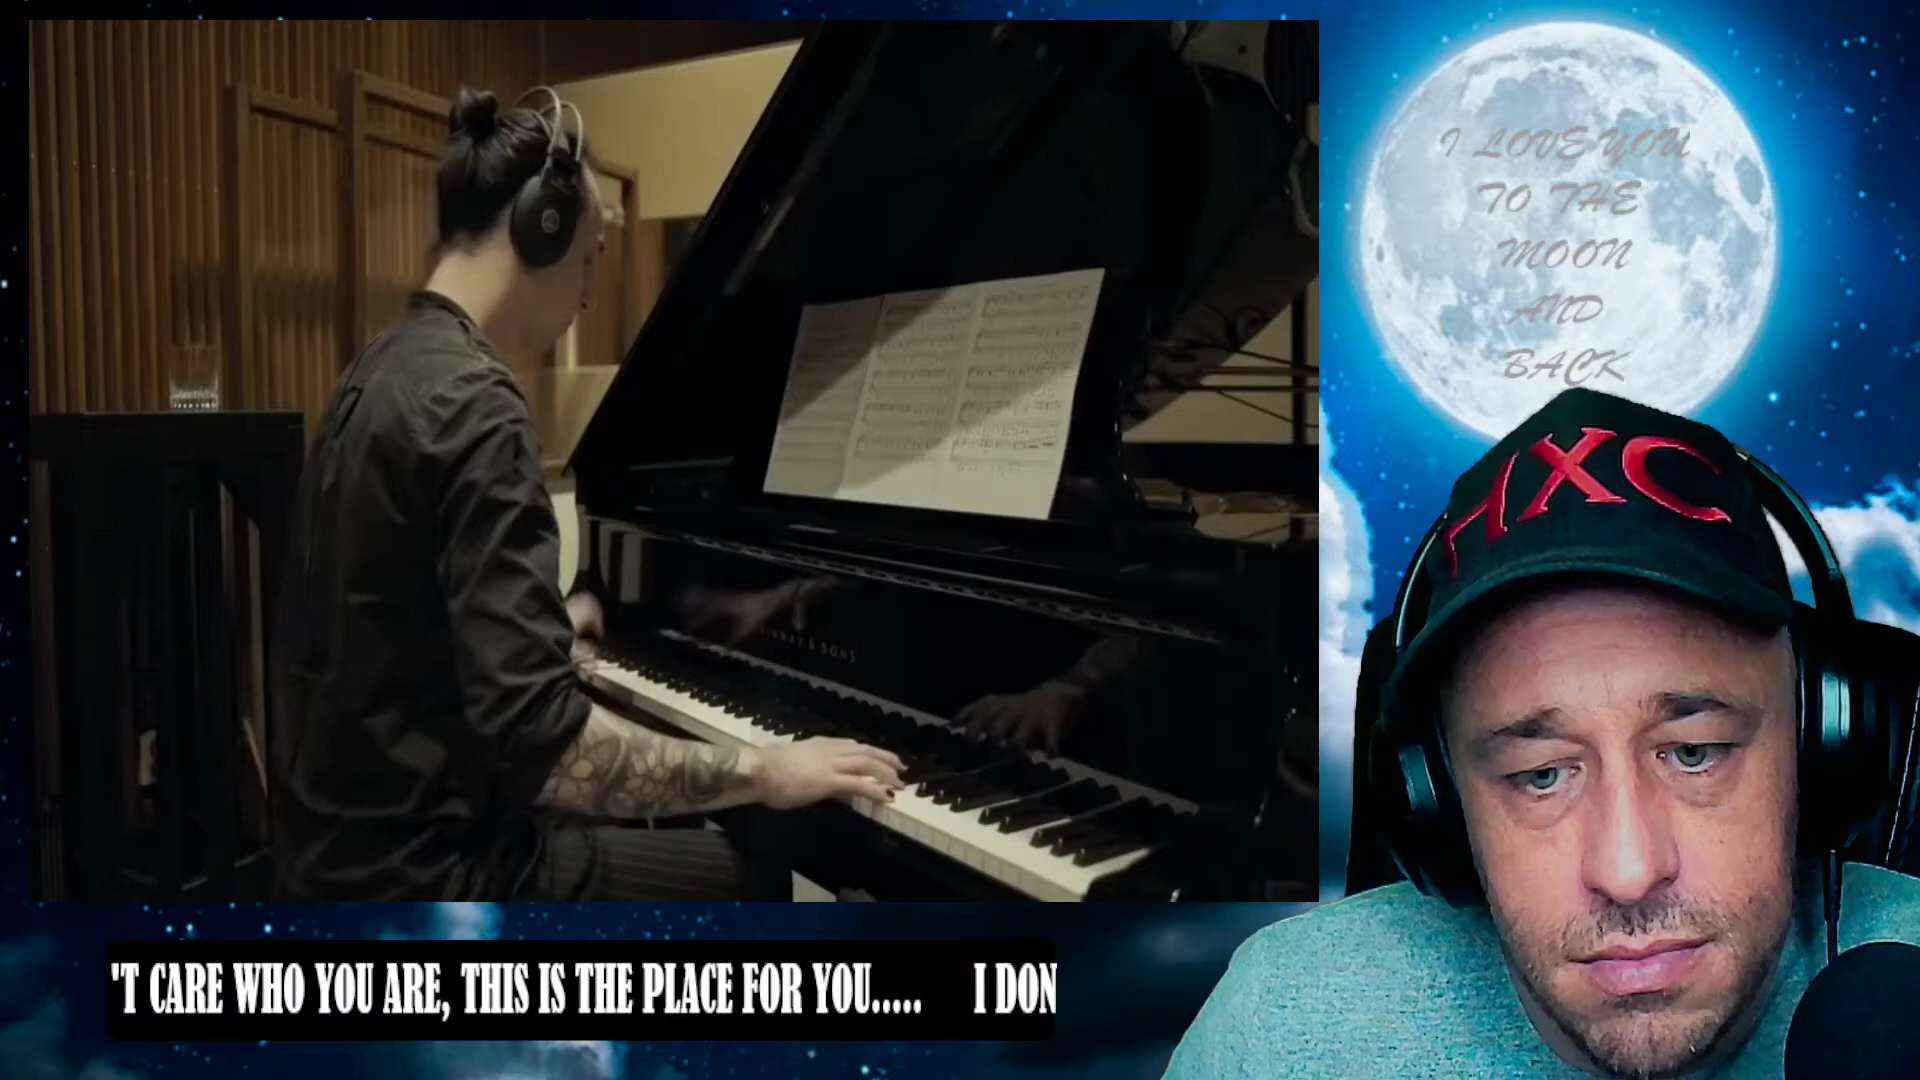 I LOVE YOU
TO THE
MOON
AND
BACK
HXC
& SONS
'T CARE WHO YOU ARE, THIS IS THE PLACE FOR YOU..... I DON